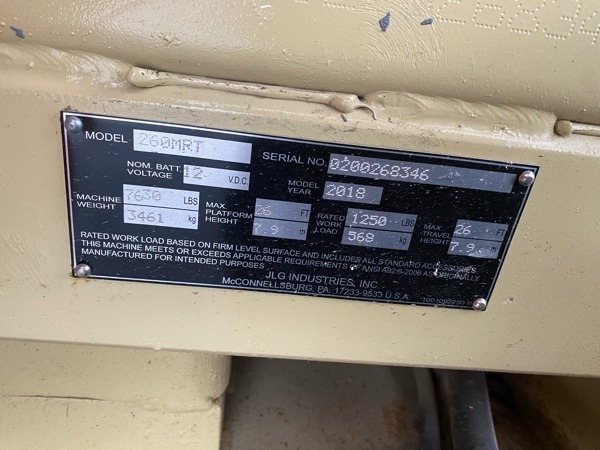 MODEL 260MRT
SERIAL NO. 0200268346
NOM. BATT. VOLTAGE 12 V.D.C.
MODEL YEAR 2018
MACHINE WEIGHT 7630 LBS 3461 kg
MAX. PLATFORM HEIGHT 26 FT 7.9 m
RATED WORK LOAD 1250 LBS 568 kg
MAX. TRAVEL HEIGHT 26 FT 7.9 m
RATED WORK LOAD BASED ON FIRM LEVEL SURFACE AND INCLUDES ALL STANDARD ACCESSORIES
THIS MACHINE MEETS OR EXCEEDS APPLICABLE REQUIREMENTS OF ANSI A92.6-2006 AS ORIGINALLY
MANUFACTURED FOR INTENDED PURPOSES
JLG INDUSTRIES, INC.
McCONNELLSBURG, PA. 17233-9533 U.S.A.